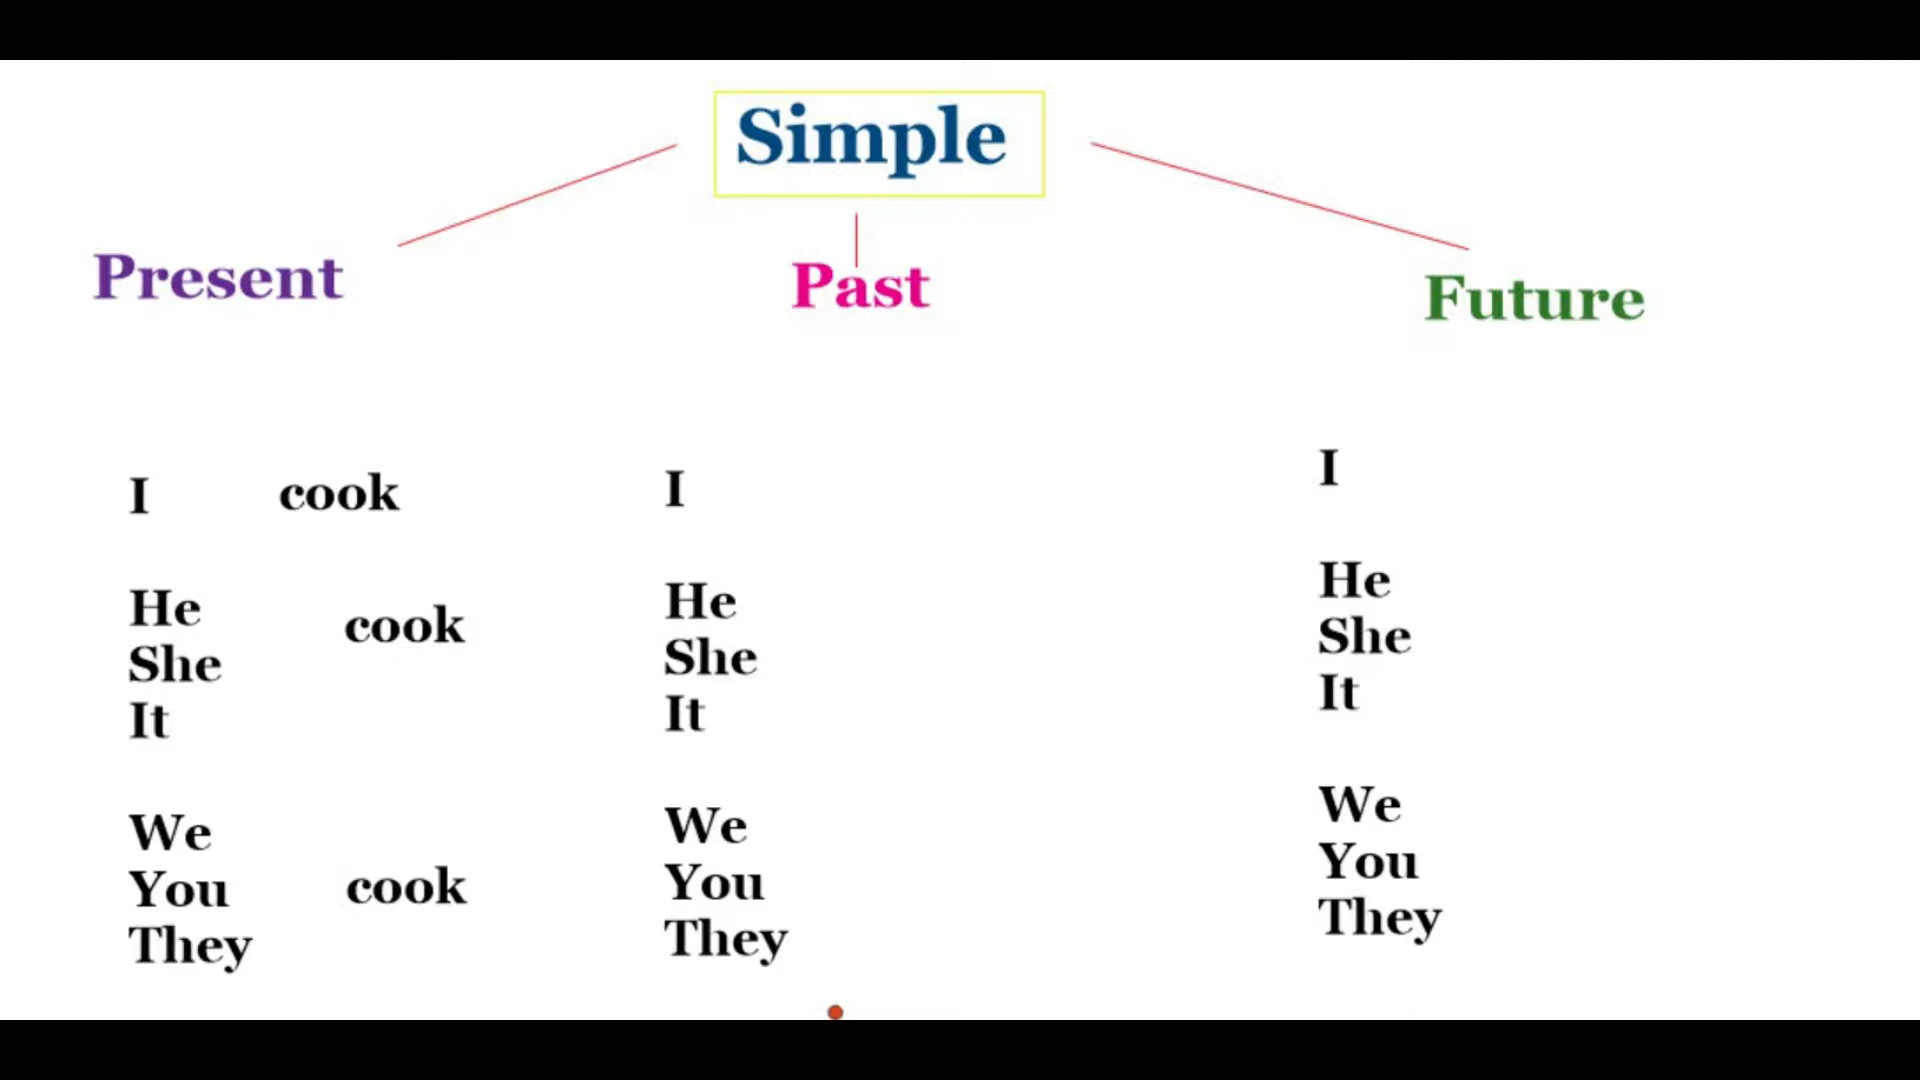 Simple
Present
Past
Future
I cook
He
She
It
cook
We
You
They
cook
I
He
She
It
We
You
They
I
He
She
It
We
You
They